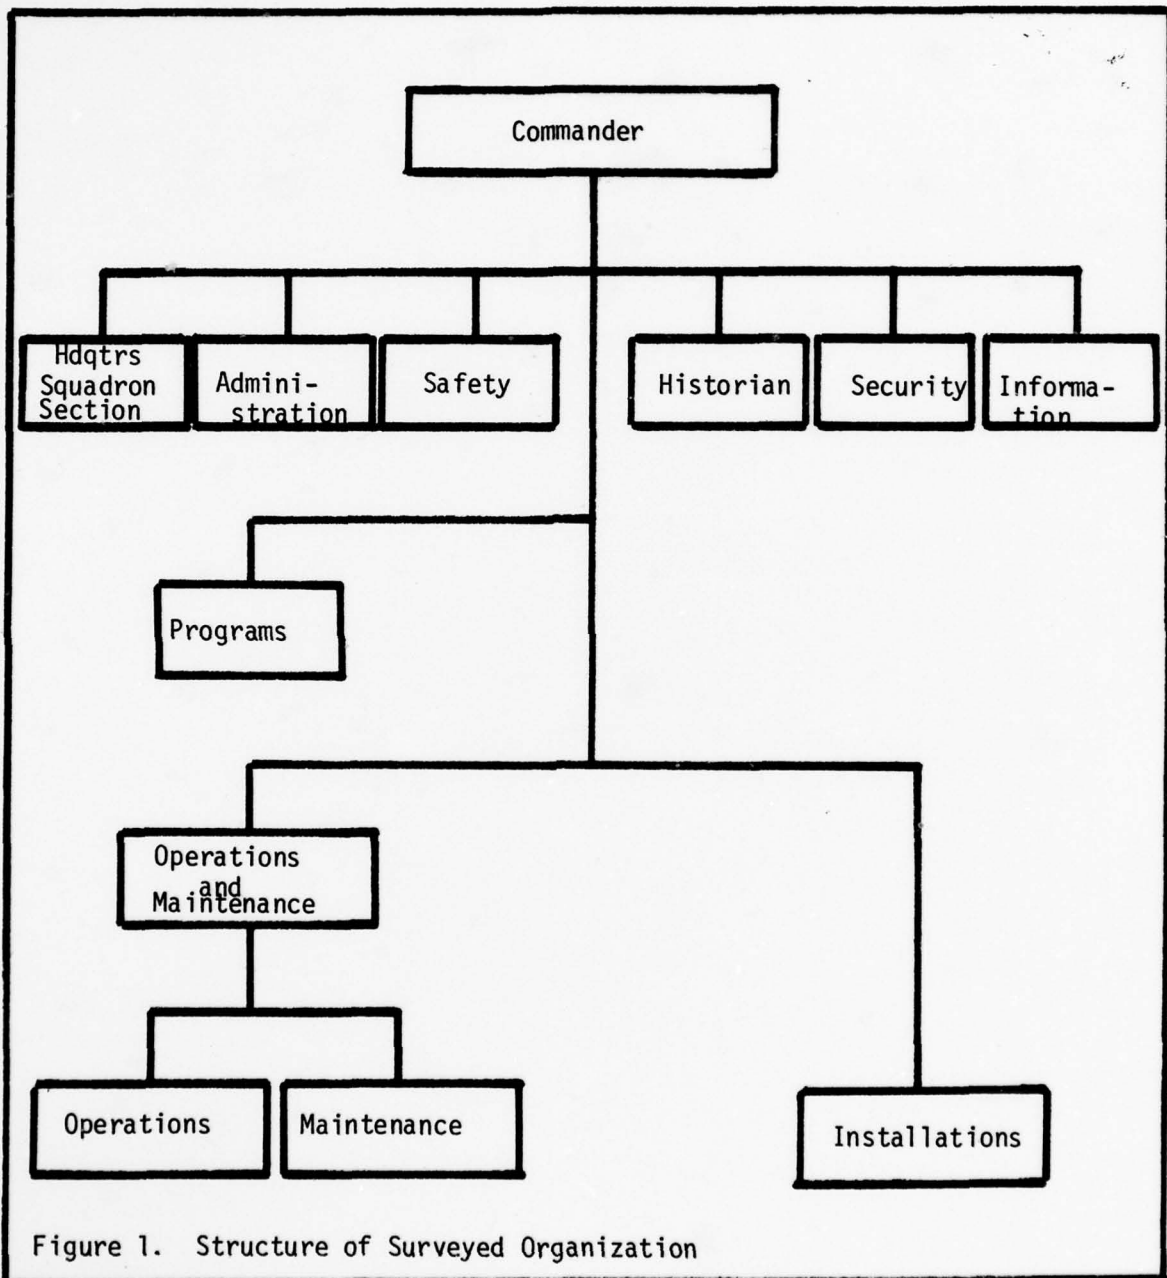 Commander
Hdqtrs
Squadron
Section
Admini-
stration
Safety
Historian
Security
Informa-
tion
Programs
Operations
and
Maintenance
Operations
Maintenance
Installations
Figure 1. Structure of Surveyed Organization